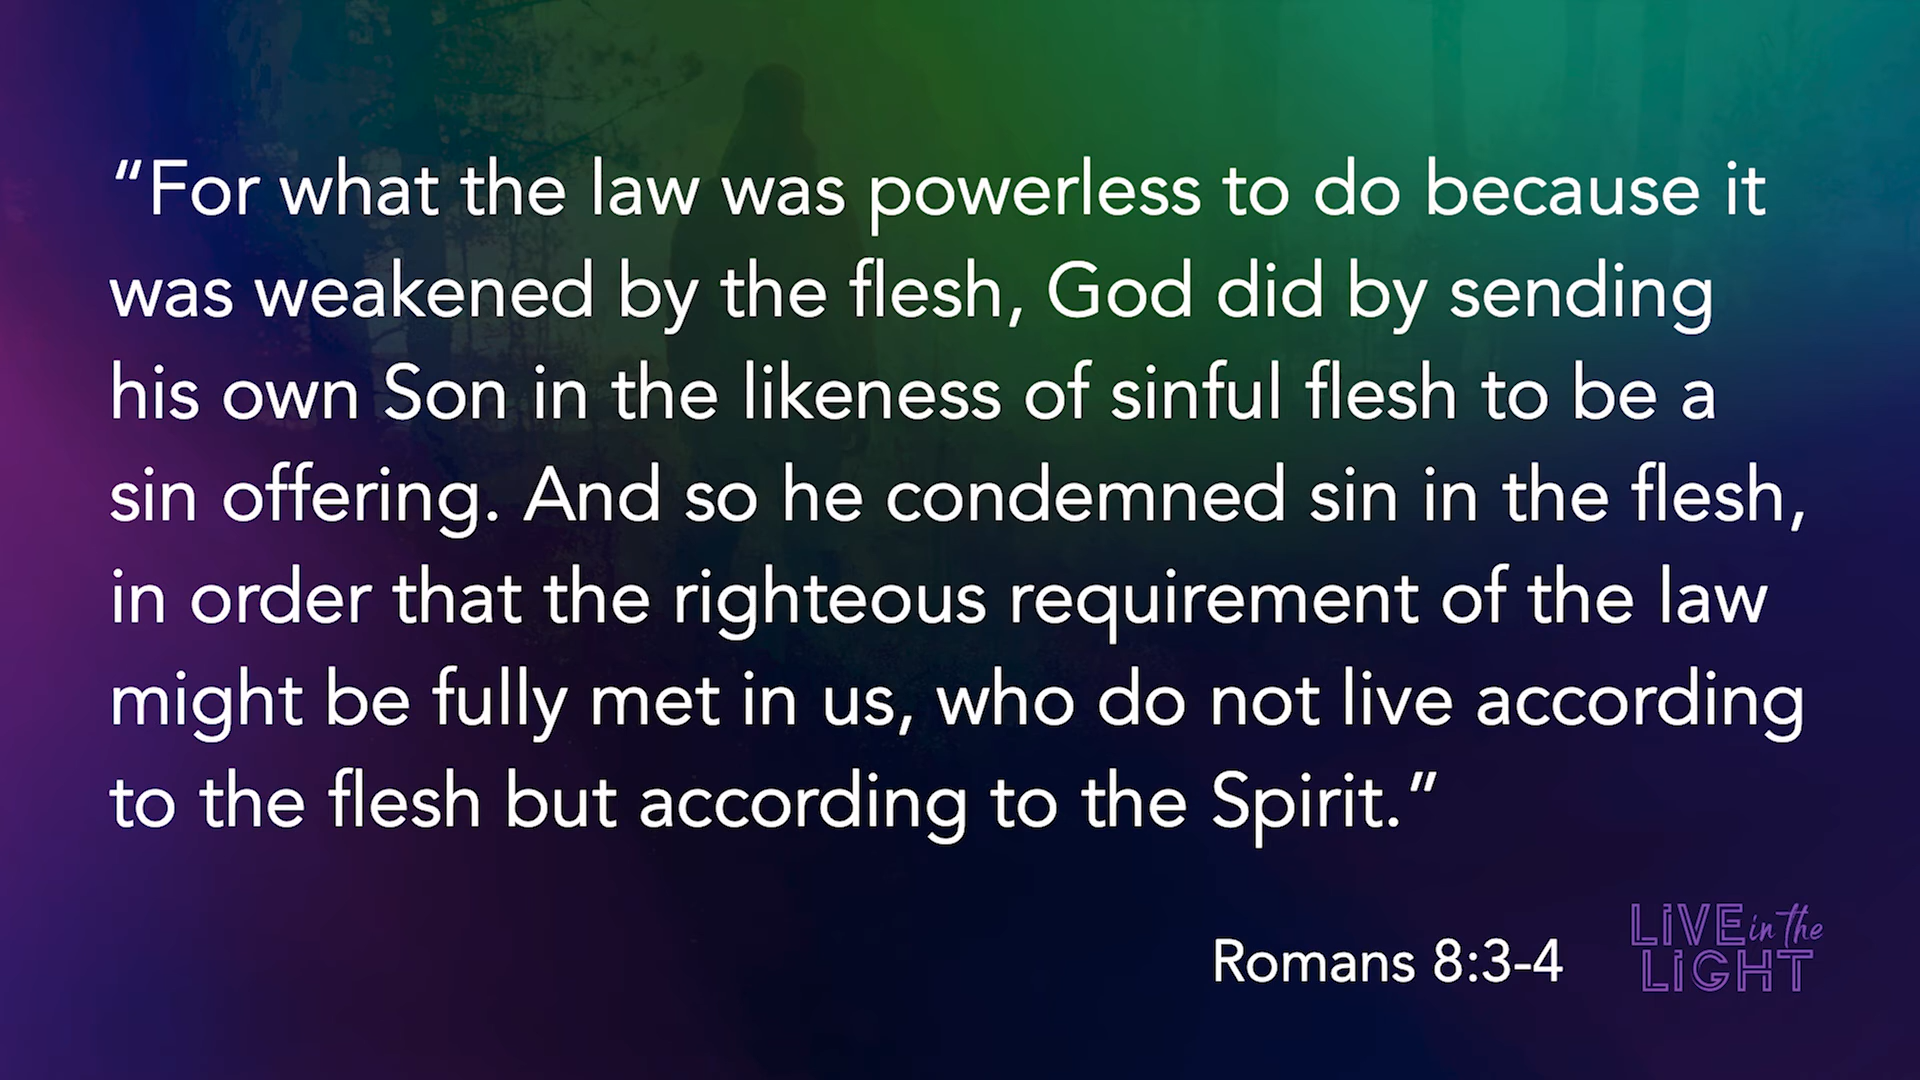 “For what the law was powerless to do because it
was weakened by the flesh, God did by sending
his own Son in the likeness of sinful flesh to be a
sin offering. And so he condemned sin in the flesh,
in order that the righteous requirement of the law
might be fully met in us, who do not live according
to the flesh but according to the Spirit.”
Romans 8:3-4
LIVE in the
LIGHT